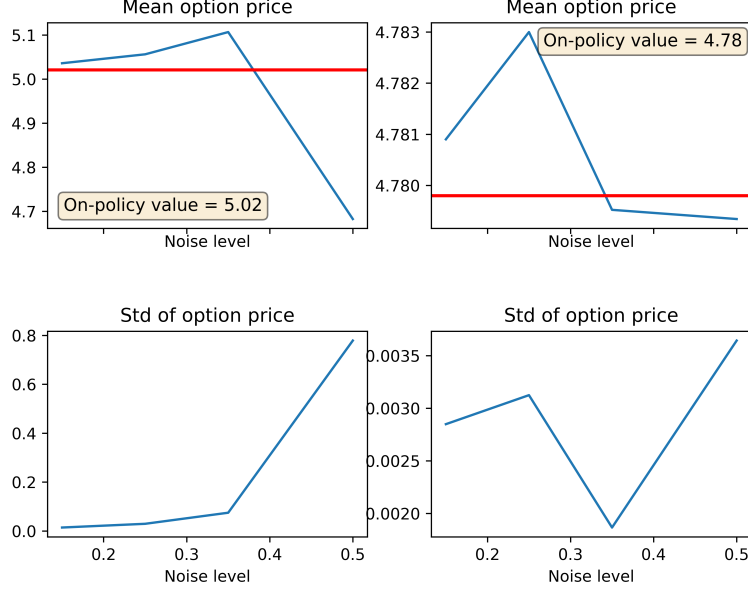 Mean option price
5.1
5.0
4.9
4.8
4.7
On-policy value = 5.02
Noise level
Mean option price
4.783
4.782
4.781
4.780
On-policy value = 4.78
Noise level
Std of option price
0.8
0.6
0.4
0.2
0.0
0.2 0.3 0.4 0.5
Noise level
Std of option price
0.0035
0.0030
0.0025
0.0020
0.2 0.3 0.4 0.5
Noise level